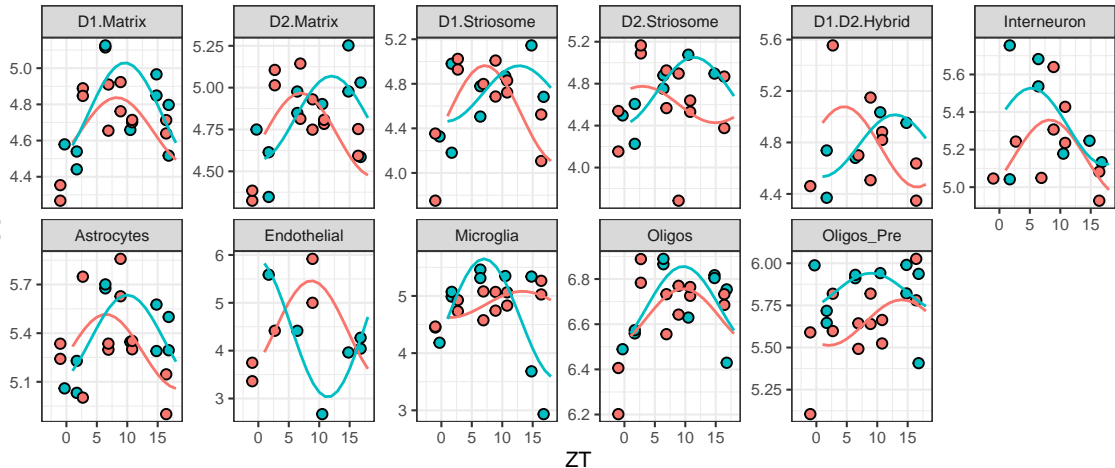 D1.Matrix D2.Matrix D1.Striosome D2.Striosome D1.D2.Hybrid Interneuron
5.0 4.8 4.6 4.4
5.25 5.00 4.75 4.50
5.2 4.8 4.4 4.0
5.2 4.8 4.4 4.0
5.6 5.2 4.8 4.4
5.6 5.4 5.2 5.0
0 5 10 15
Astrocytes Endothelial Microglia Oligos Oligos_Pre
5.7 5.4 5.1
6 5 4 3
6 5 4 3
6.8 6.6 6.4 6.2
6.00 5.75 5.50 5.25
0 5 10 15 0 5 10 15 0 5 10 15 0 5 10 15 0 5 10 15
ZT